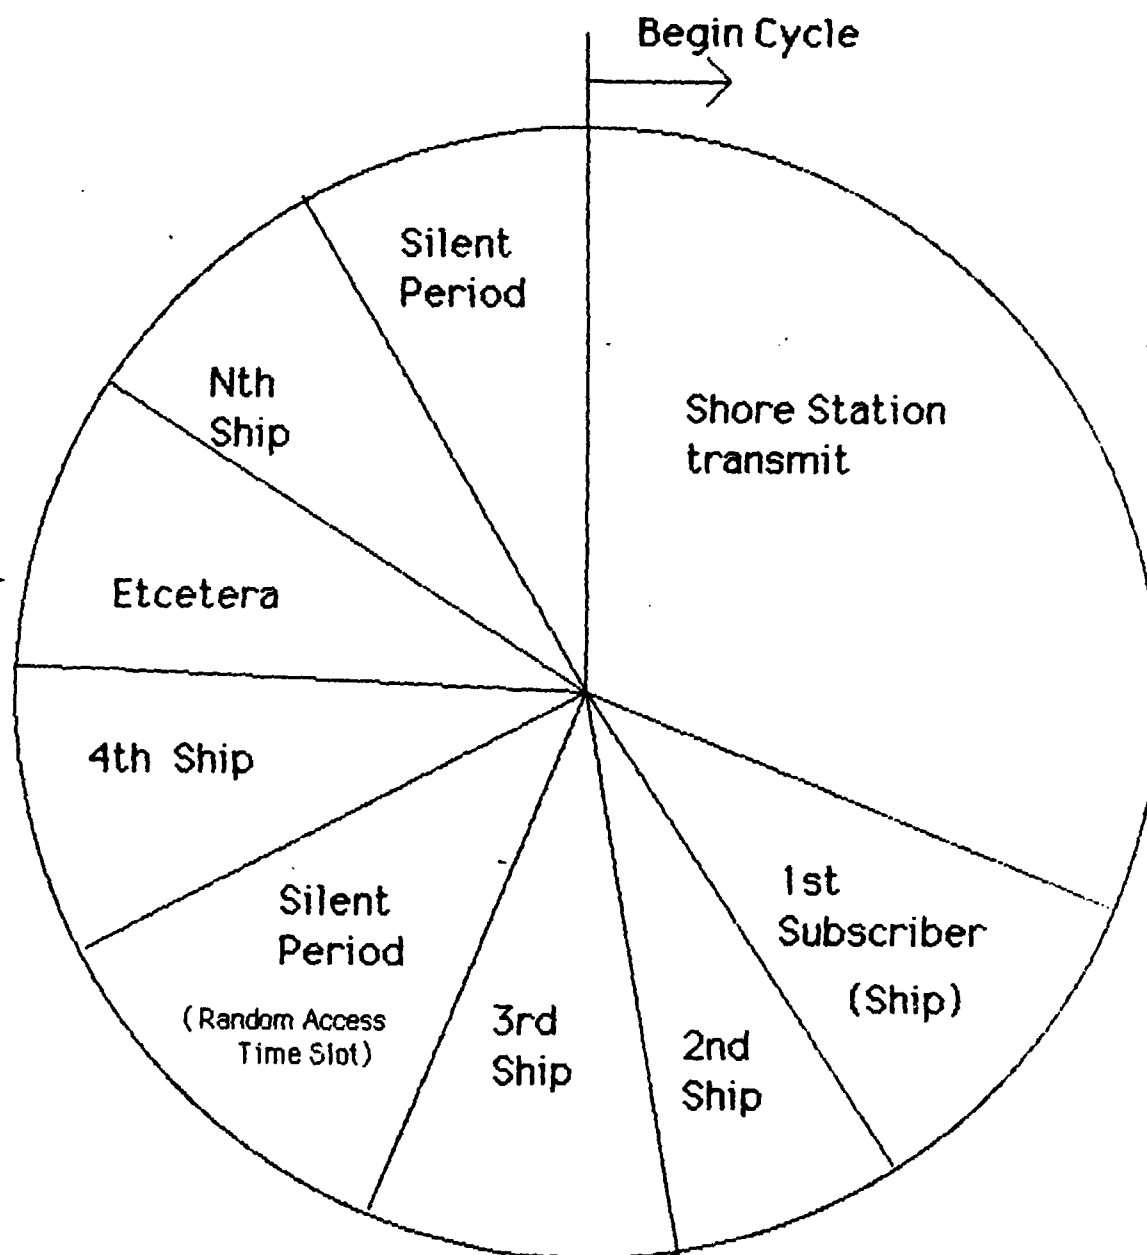 Begin Cycle
Shore Station
transmit
1st
Subscriber
(Ship)
2nd
Ship
3rd
Ship
Silent
Period
(Random Access
Time Slot)
4th Ship
Etcetera
Nth
Ship
Silent
Period